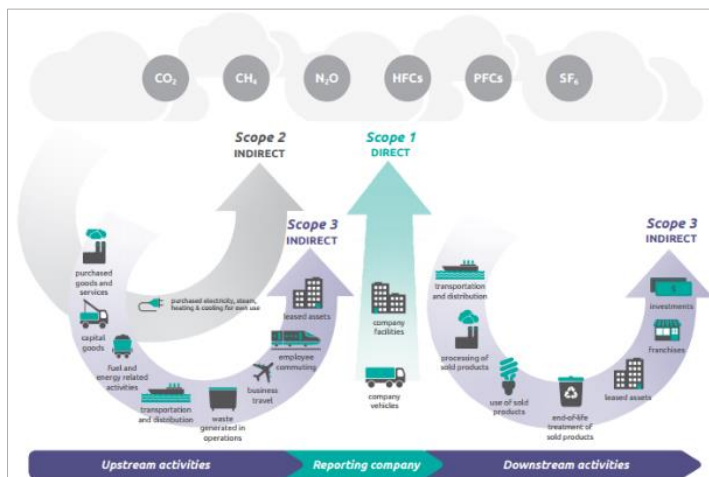 CO₂ CH₄ N₂O HFCs PFCs SF₆
Scope 2
INDIRECT
Scope 1
DIRECT
Scope 3
INDIRECT
Scope 3
INDIRECT
purchased
goods and
services
capital
goods
fuel and
energy related
activities
transportation
and distribution
waste
generated in
operations
business
travel
employee
commuting
leased assets
purchased electricity, steam,
heating & cooling for own use
company
facilities
company
vehicles
transportation
and distribution
processing of
sold products
use of sold
products
end-of-life
treatment of
sold products
leased assets
franchises
$
investments
Upstream activities
Reporting company
Downstream activities